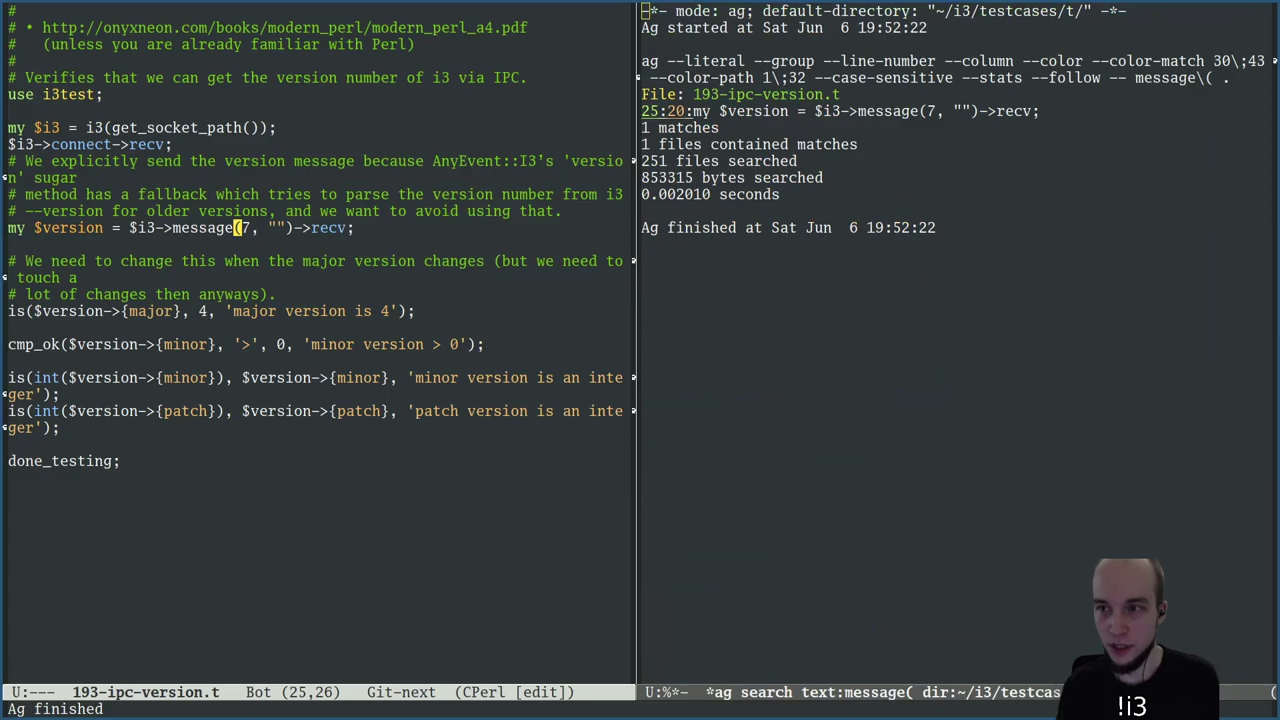 #
# • http://onyxneon.com/books/modern_perl/modern_perl_a4.pdf
#   (unless you are already familiar with Perl)
#
# Verifies that we can get the version number of i3 via IPC.
use i3test;

my $i3 = i3(get_socket_path());
$i3->connect->recv;
# We explicitly send the version message because AnyEvent::I3's 'versio
n' sugar
# method has a fallback which tries to parse the version number from i3
# --version for older versions, and we want to avoid using that.
my $version = $i3->message(7, "")->recv;

# We need to change this when the major version changes (but we need to
 touch a
# lot of changes then anyways).
is($version->{major}, 4, 'major version is 4');

cmp_ok($version->{minor}, '>', 0, 'minor version > 0');

is(int($version->{minor}), $version->{minor}, 'minor version is an inte
ger');
is(int($version->{patch}), $version->{patch}, 'patch version is an inte
ger');

done_testing;
U:---  193-ipc-version.t   Bot (25,26)   Git-next  (CPerl [edit])
Ag finished
-*- mode: ag; default-directory: "~/i3/testcases/t/" -*-
Ag started at Sat Jun  6 19:52:22

ag --literal --group --line-number --column --color --color-match 30\;43
 --color-path 1\;32 --case-sensitive --stats --follow -- message\( .
File: 193-ipc-version.t
25:20:my $version = $i3->message(7, "")->recv;
1 matches
1 files contained matches
251 files searched
853315 bytes searched
0.002010 seconds

Ag finished at Sat Jun  6 19:52:22
U:%*-  *ag search text:message( dir:~/i3/testcas
!i3